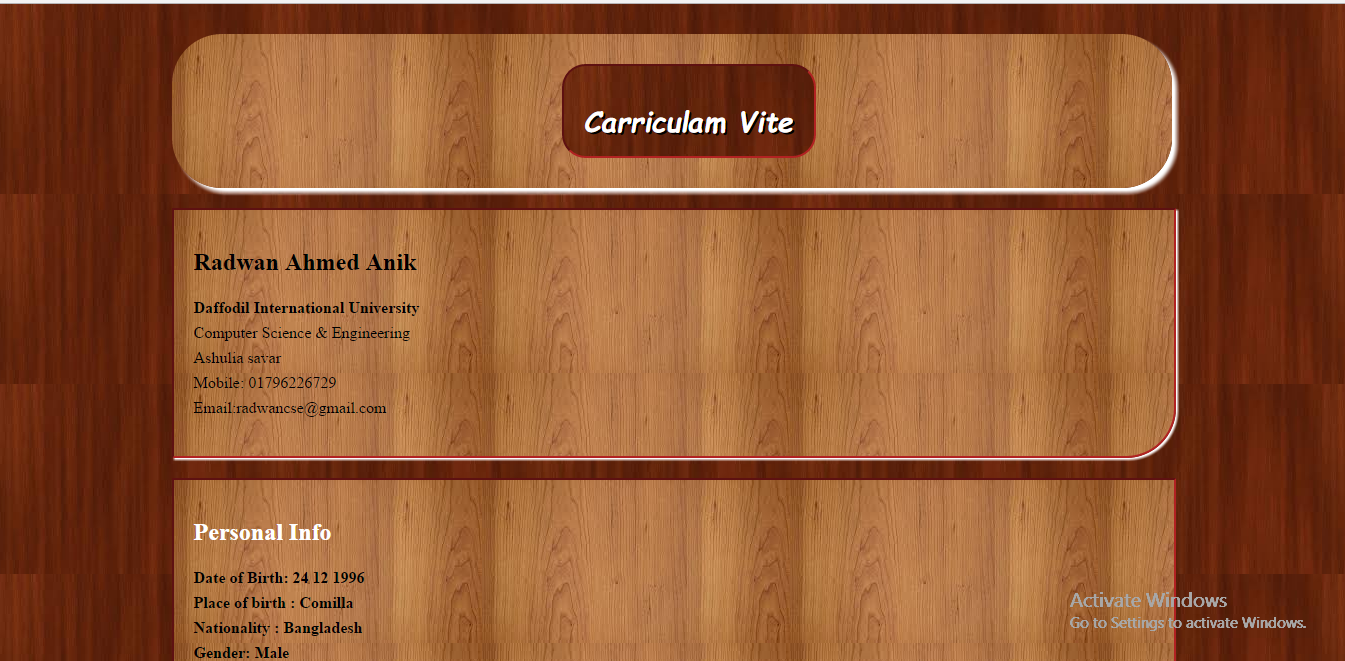 Carriculam Vite
Radwan Ahmed Anik
Daffodil International University
Computer Science & Engineering
Ashulia savar
Mobile: 01796226729
Email:radwancse@gmail.com
Personal Info
Date of Birth: 24 12 1996
Place of birth : Comilla
Nationality : Bangladesh
Gender: Male
Activate Windows
Go to Settings to activate Windows.